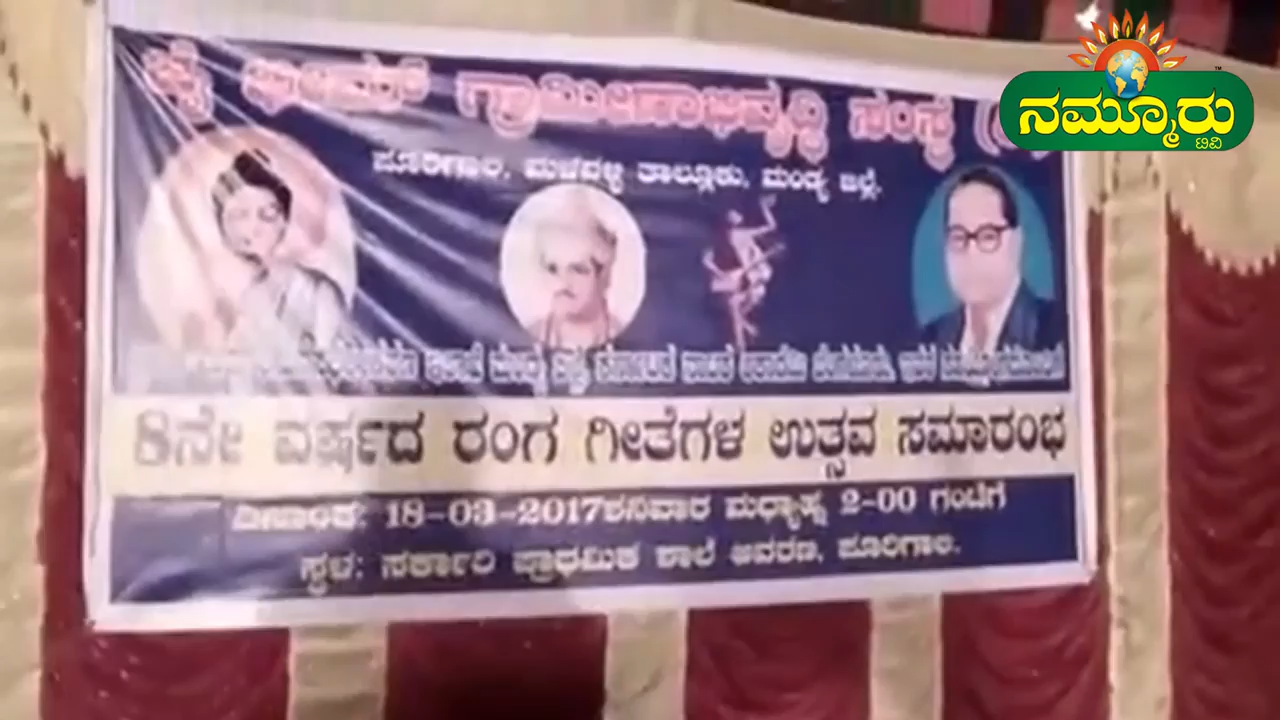 ಜೈ ಭೀಮ್ ಗ್ರಾಮೀಣಾಭಿವೃದ್ಧಿ ಸಂಸ್ಥೆ
ಪೂರಿಗಾಲಿ, ಮಳವಳ್ಳಿ ತಾಲ್ಲೂಕು, ಮಂಡ್ಯ ಜಿಲ್ಲೆ.
8ನೇ ವರ್ಷದ ರಂಗ ಗೀತೆಗಳ ಉತ್ಸವ ಸಮಾರಂಭ
ದಿನಾಂಕ: 18-03-2017ಶನಿವಾರ ಮಧ್ಯಾಹ್ನ 2-00 ಗಂಟೆಗೆ
ಸ್ಥಳ: ಸರ್ಕಾರಿ ಪ್ರಾಥಮಿಕ ಶಾಲೆ ಆವರಣ, ಪೂರಿಗಾಲಿ.
ನಮ್ಮೂರು
ಟಿವಿ